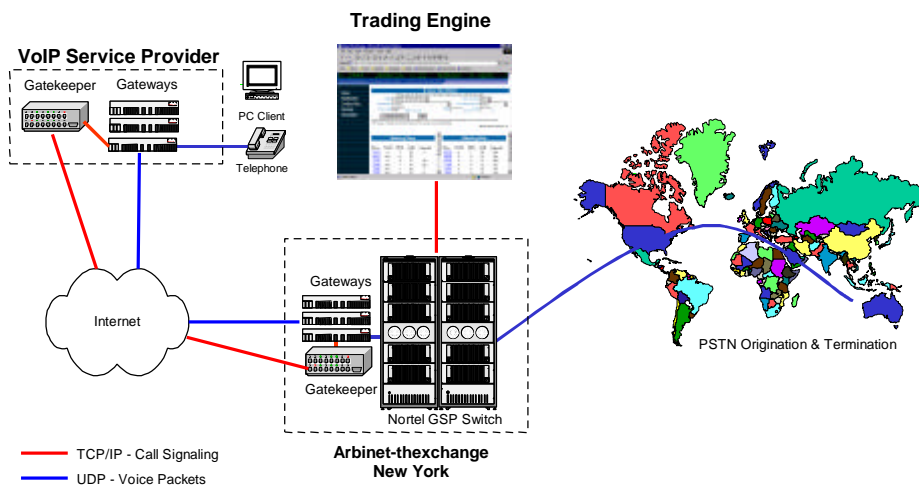 Trading Engine
VoIP Service Provider
Gatekeeper
Gateways
PC Client
Telephone
Internet
Gateways
Gatekeeper
Nortel GSP Switch
PSTN Origination & Termination
Arbinet-thexchange
New York
TCP/IP - Call Signaling
UDP - Voice Packets